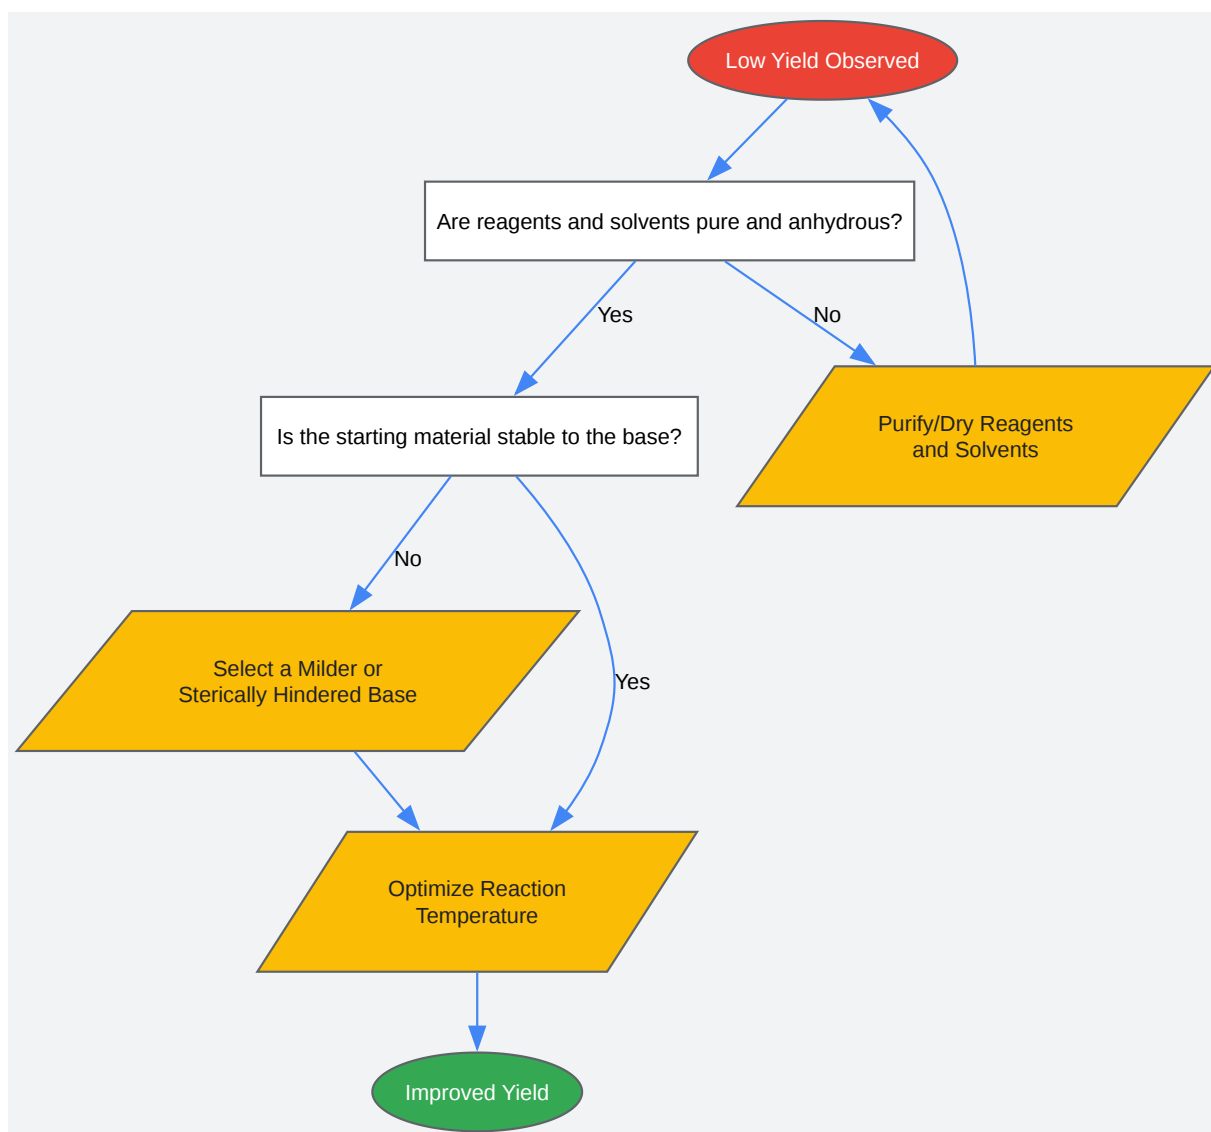 Low Yield Observed
Are reagents and solvents pure and anhydrous?
Yes
No
Purify/Dry Reagents
and Solvents
Is the starting material stable to the base?
No
Yes
Select a Milder or
Sterically Hindered Base
Optimize Reaction
Temperature
Improved Yield